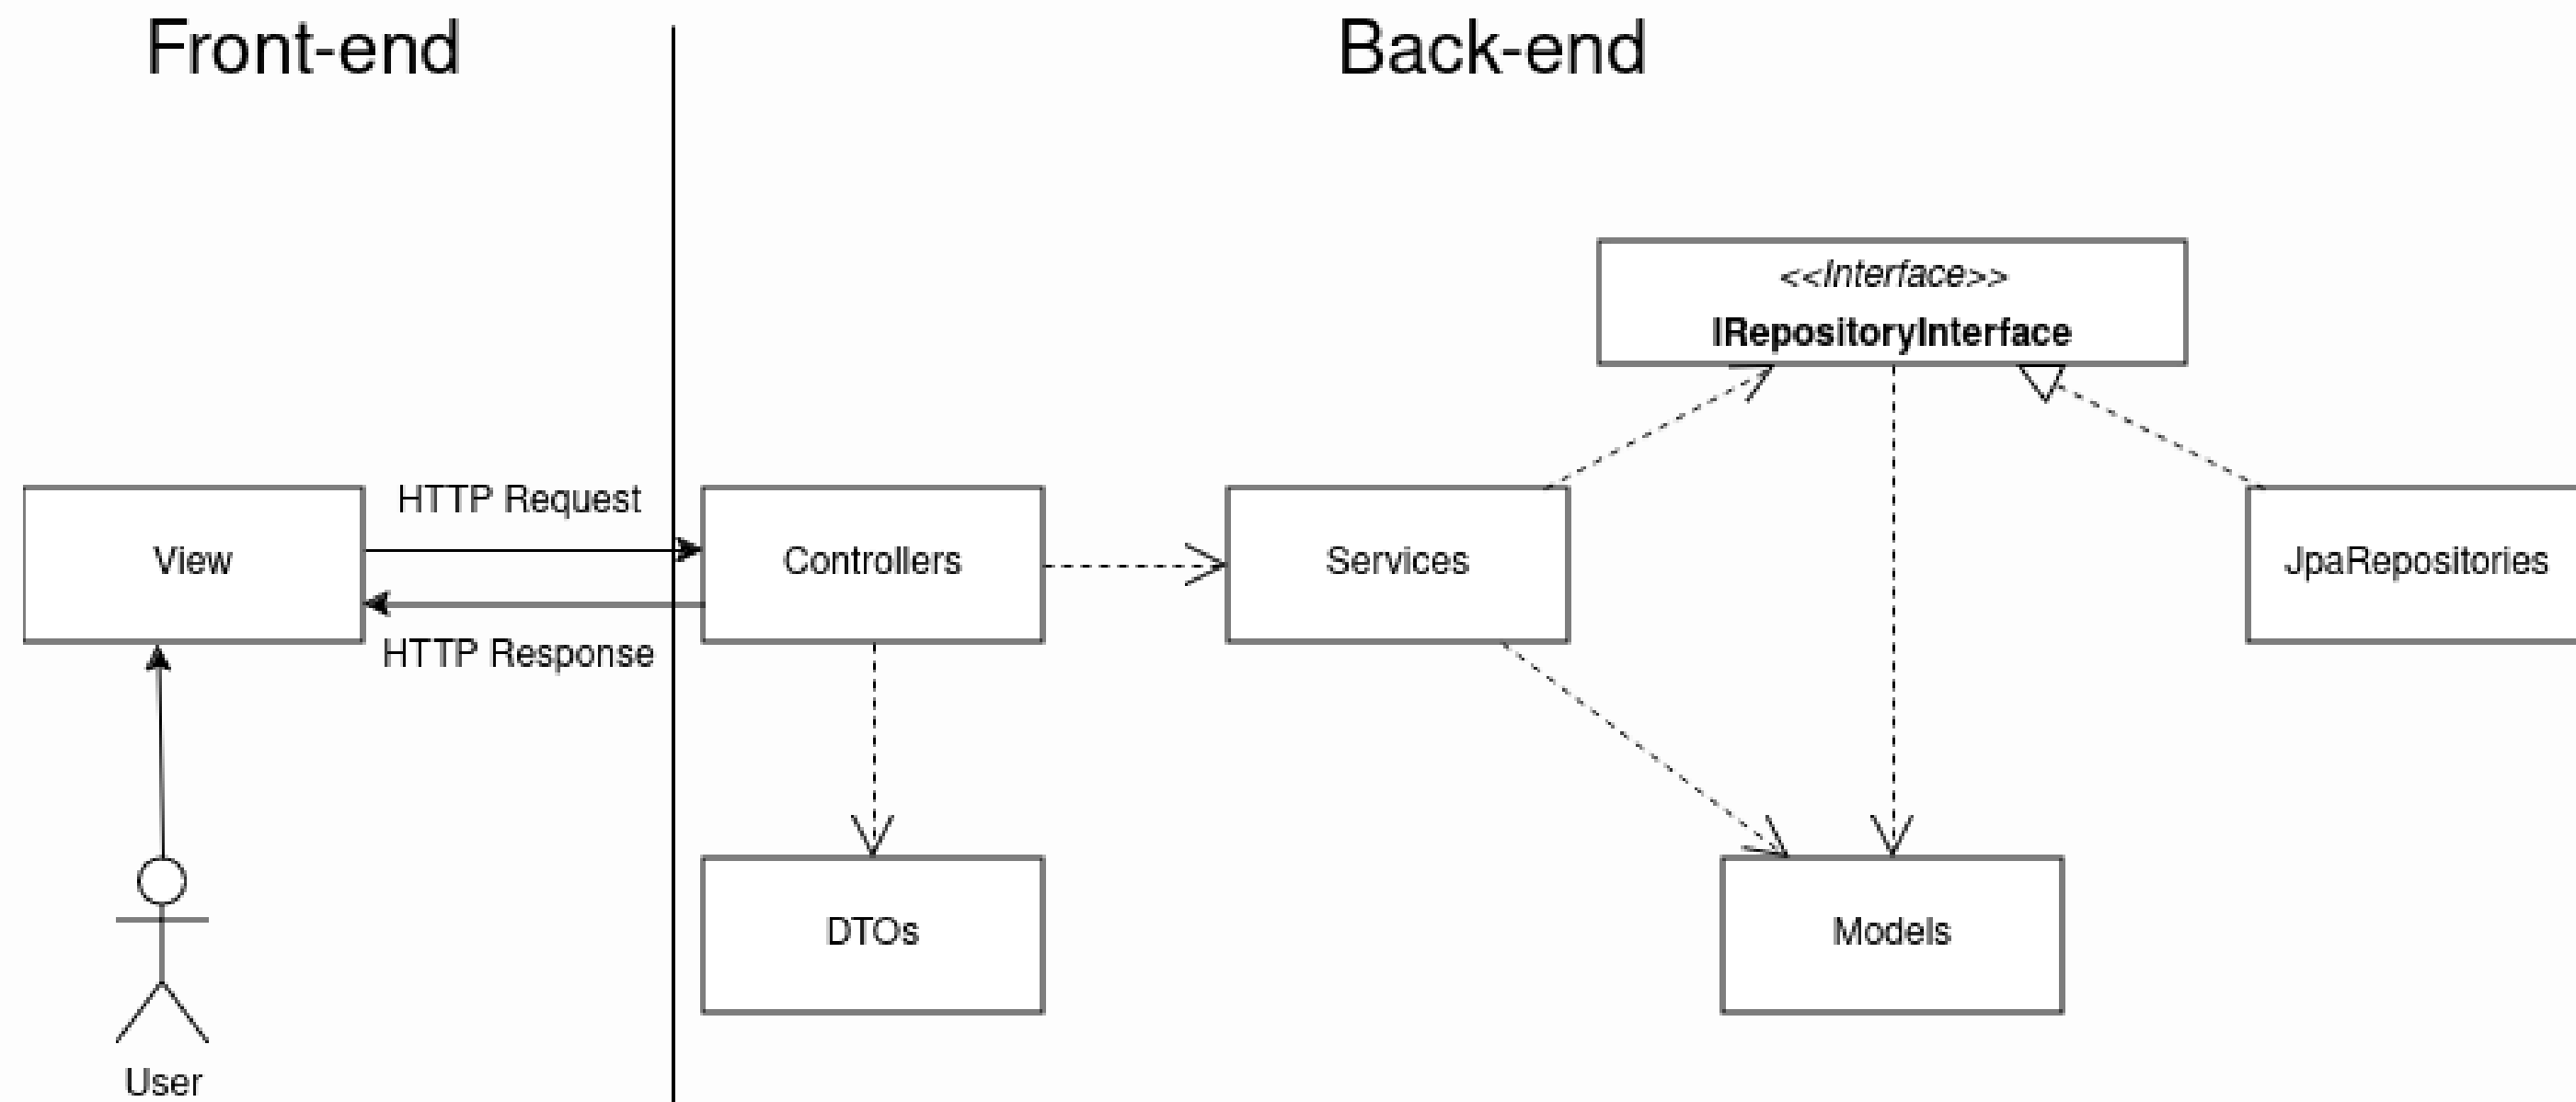 Front-end
Back-end
<<Interface>>
IRepositoryInterface
HTTP Request
View
Controllers
Services
JpaRepositories
HTTP Response
DTOs
Models
User